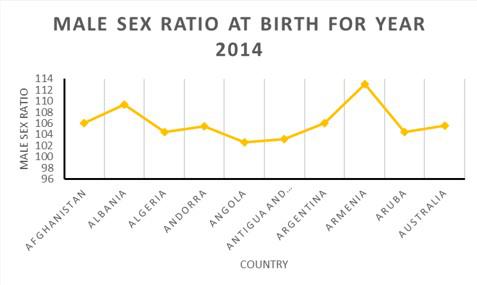 MALE SEX RATIO AT BIRTH FOR YEAR
2014
MALE SEX RATIO
114
112
110
108
106
104
102
100
98
96
AFGHANISTAN
ALBANIA
ALGERIA
ANDORRA
ANGOLA
ANTIGUA AND…
ARGENTINA
ARMENIA
ARUBA
AUSTRALIA
COUNTRY